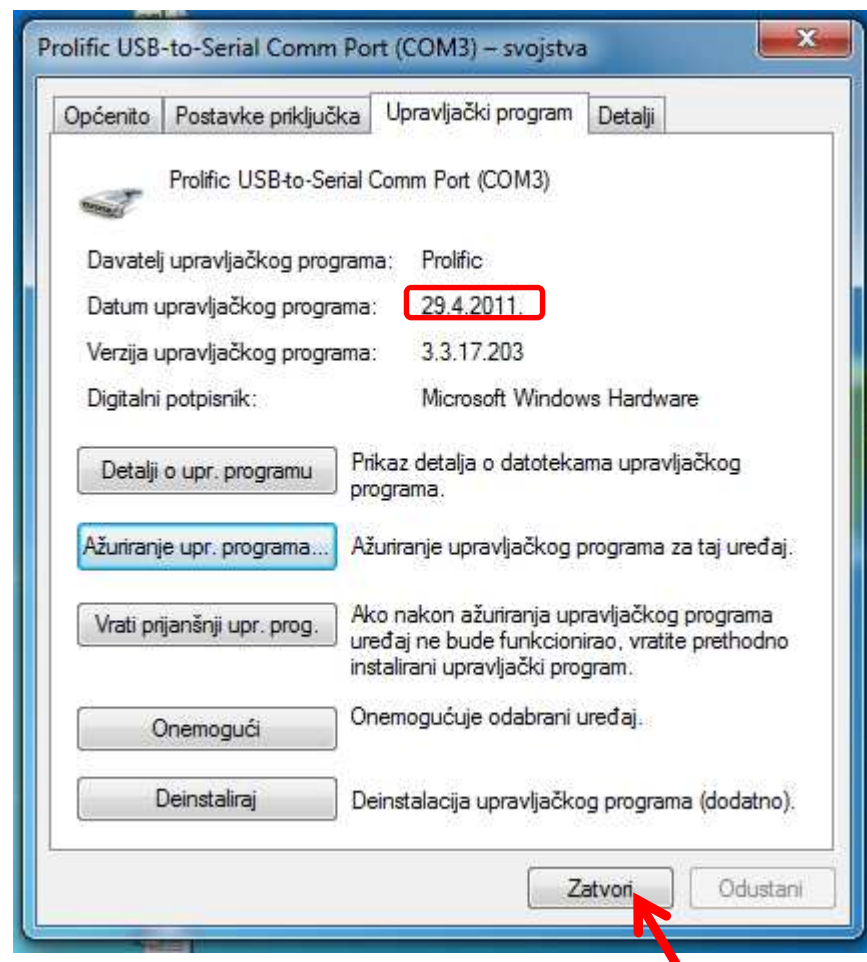 Prolific USB-to-Serial Comm Port (COM3) – svojstva
Općenito
Postavke priključka
Upravljački program
Detalji
Prolific USB-to-Serial Comm Port (COM3)
Davatelj upravljačkog programa: Prolific
Datum upravljačkog programa: 29.4.2011.
Verzija upravljačkog programa: 3.3.17.203
Digitalni potpisnik: Microsoft Windows Hardware
Detalji o upr. programu
Prikaz detalja o datotekama upravljačkog
programa.
Ažuriranje upr. programa...
Ažuriranje upravljačkog programa za taj uređaj.
Vrati prijanšnji upr. prog.
Ako nakon ažuriranja upravljačkog programa
uređaj ne bude funkcionirao, vratite prethodno
instalirani upravljački program.
Onemogući
Onemogućuje odabrani uređaj.
Deinstaliraj
Deinstalacija upravljačkog programa (dodatno).
Zatvori
Odustani